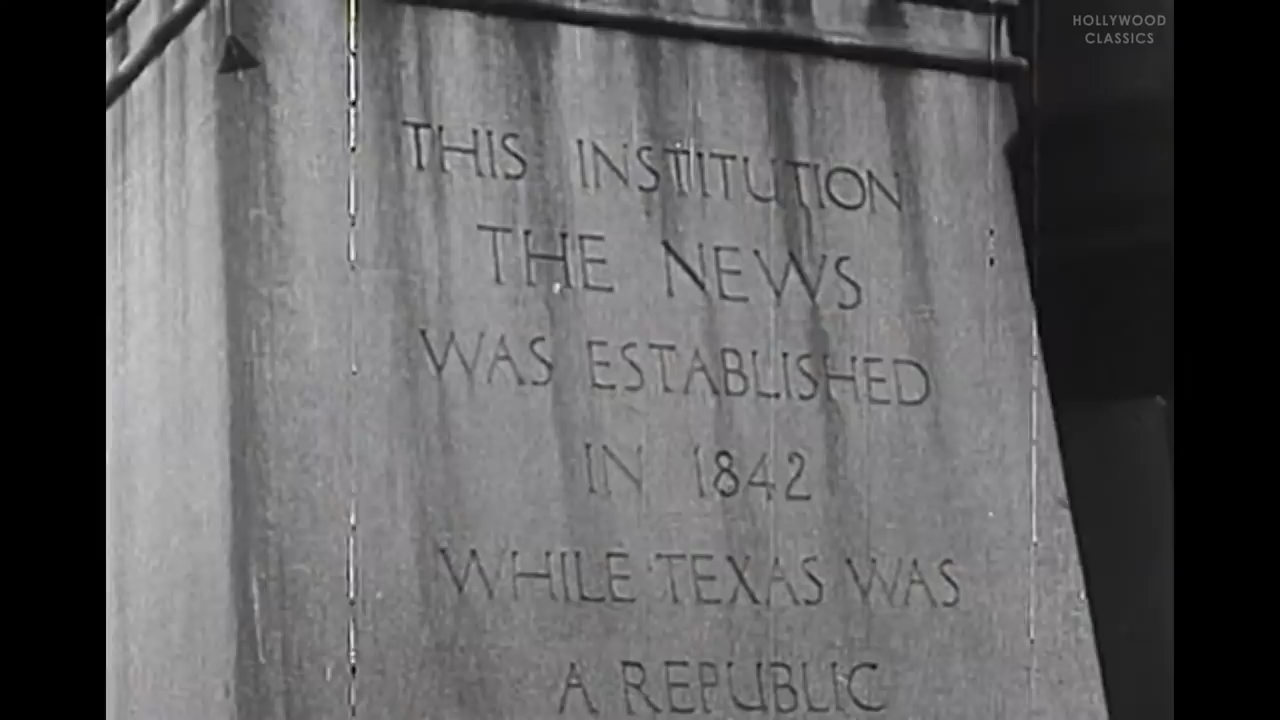 HOLLYWOOD
CLASSICS
THIS INSTITUTION
THE NEWS
WAS ESTABLISHED
IN 1842
WHILE TEXAS WAS
A REPUBLIC